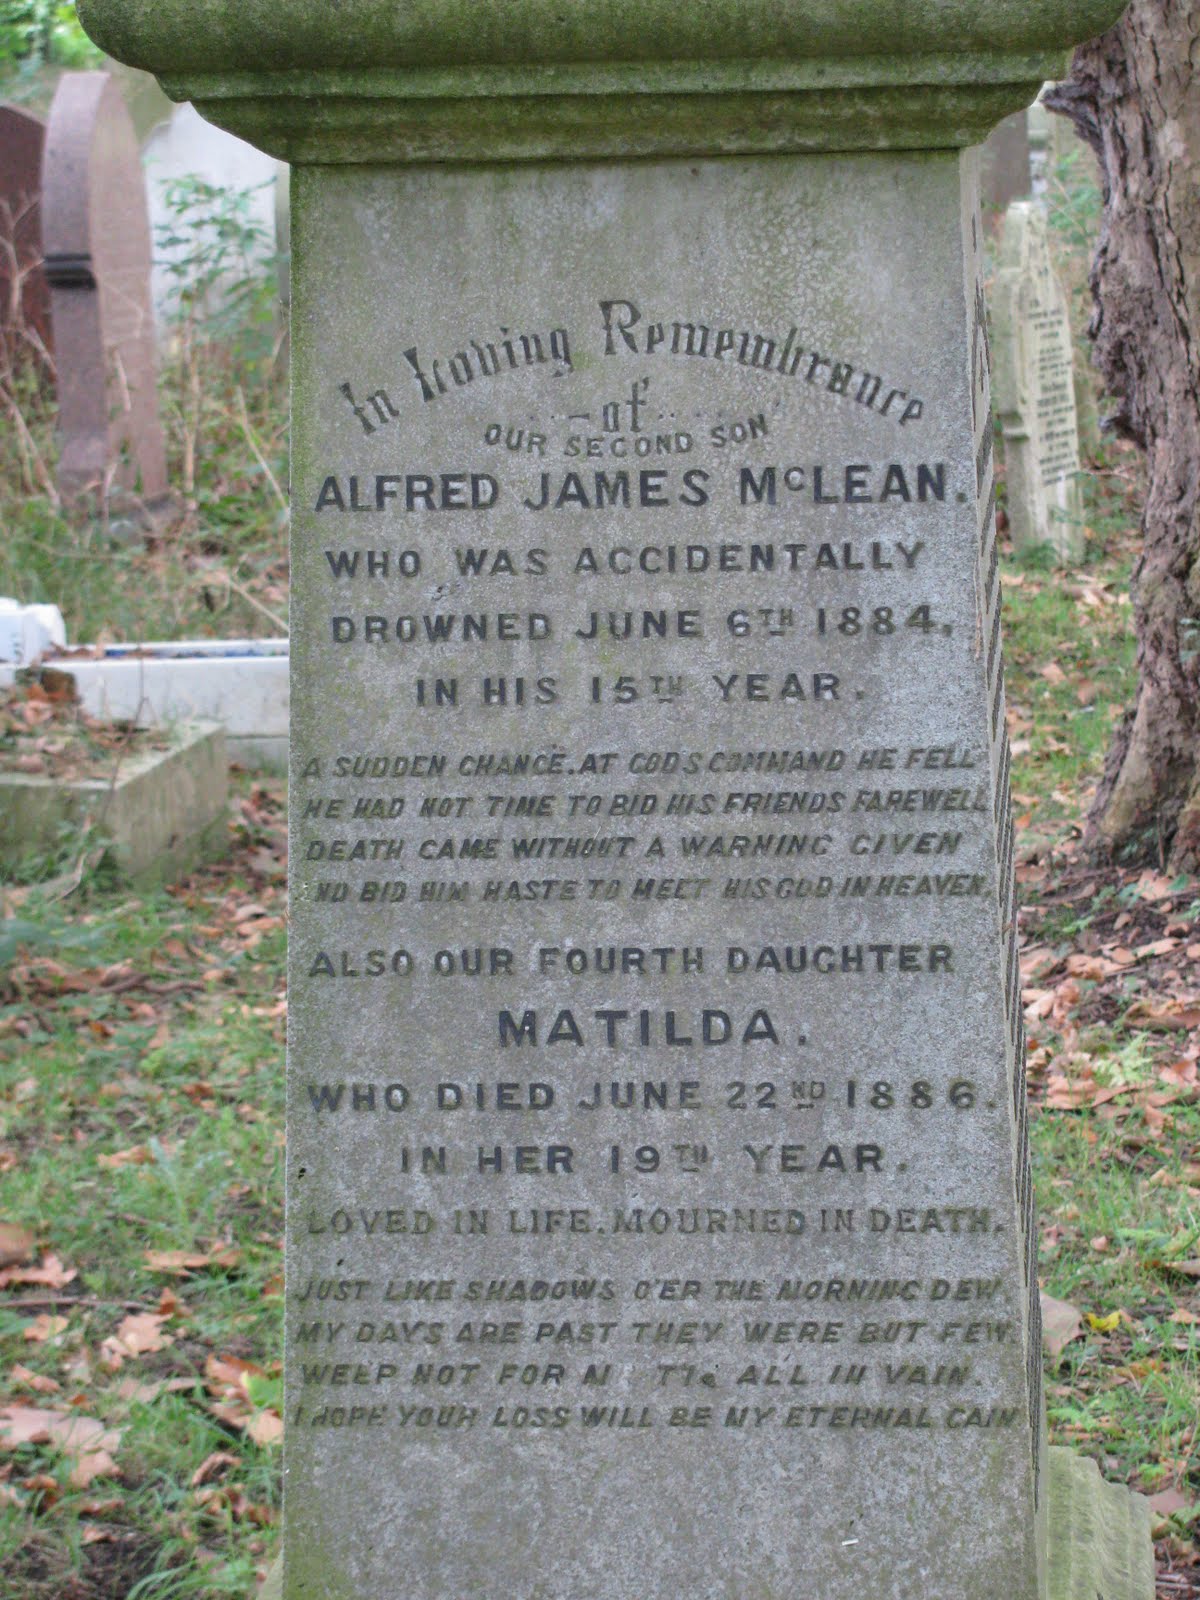 In Loving Remembrance
of
OUR SECOND SON
ALFRED JAMES McLEAN.
WHO WAS ACCIDENTALLY
DROWNED JUNE 6TH 1884,
IN HIS 15TH YEAR.
A SUDDEN CHANGE. AT GODS COMMAND HE FELL
HE HAD NOT TIME TO BID HIS FRIENDS FAREWELL
DEATH CAME WITHOUT A WARNING GIVEN
AND BID HIM HASTE TO MEET HIS GOD IN HEAVEN.
ALSO OUR FOURTH DAUGHTER
MATILDA.
WHO DIED JUNE 22ND 1886.
IN HER 19TH YEAR.
LOVED IN LIFE. MOURNED IN DEATH.
JUST LIKE SHADOWS O'ER THE MORNING DEW
MY DAYS ARE PAST THEY WERE BUT FEW
WEEP NOT FOR ALL IN VAIN.
I HOPE YOUR LOSS WILL BE MY ETERNAL GAIN